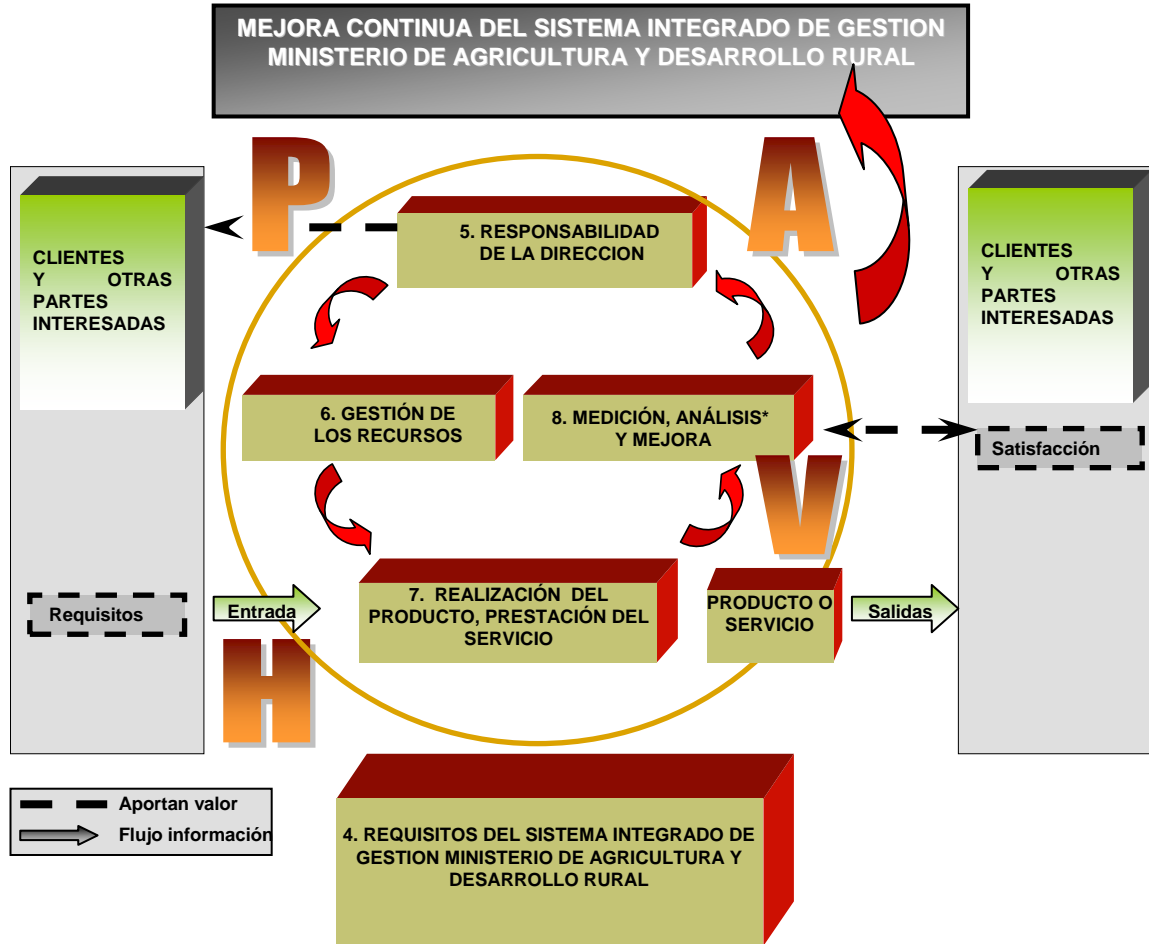 MEJORA CONTINUA DEL SISTEMA INTEGRADO DE GESTION
MINISTERIO DE AGRICULTURA Y DESARROLLO RURAL
P
A
CLIENTES
Y OTRAS
PARTES
INTERESADAS
5. RESPONSABILIDAD
DE LA DIRECCION
CLIENTES
Y OTRAS
PARTES
INTERESADAS
6. GESTIÓN DE
LOS RECURSOS
8. MEDICIÓN, ANÁLISIS*
Y MEJORA
Satisfacción
V
Requisitos
Entrada
7. REALIZACIÓN DEL
PRODUCTO, PRESTACIÓN DEL
SERVICIO
PRODUCTO O
SERVICIO
Salidas
H
Aportan valor
Flujo información
4. REQUISITOS DEL SISTEMA INTEGRADO DE
GESTION MINISTERIO DE AGRICULTURA Y
DESARROLLO RURAL